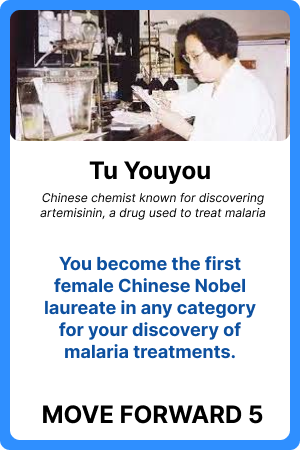 Tu Youyou
Chinese chemist known for discovering
artemisinin, a drug used to treat malaria
You become the first
female Chinese Nobel
laureate in any category
for your discovery of
malaria treatments.
MOVE FORWARD 5